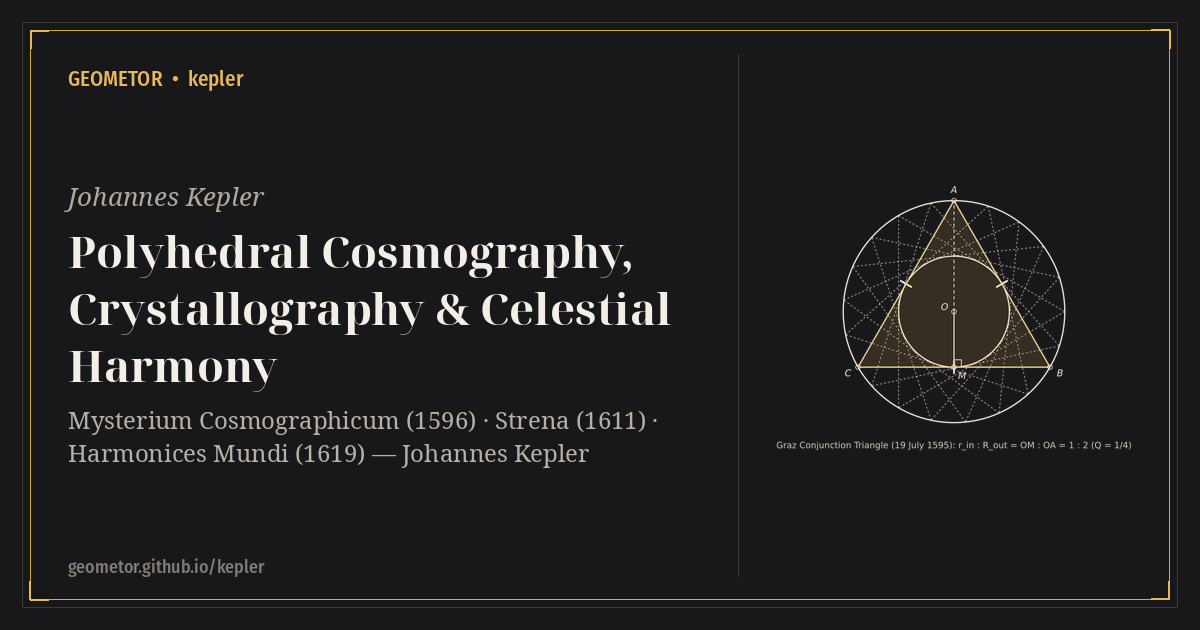 GEOMETOR • kepler
Johannes Kepler
Polyhedral Cosmography,
Crystallography & Celestial
Harmony
Mysterium Cosmographicum (1596) · Strena (1611) ·
Harmonices Mundi (1619) — Johannes Kepler
geometor.github.io/kepler
A
O
C
M
B
Graz Conjunction Triangle (19 July 1595): r_in : R_out = OM : OA = 1 : 2 (Q = 1/4)